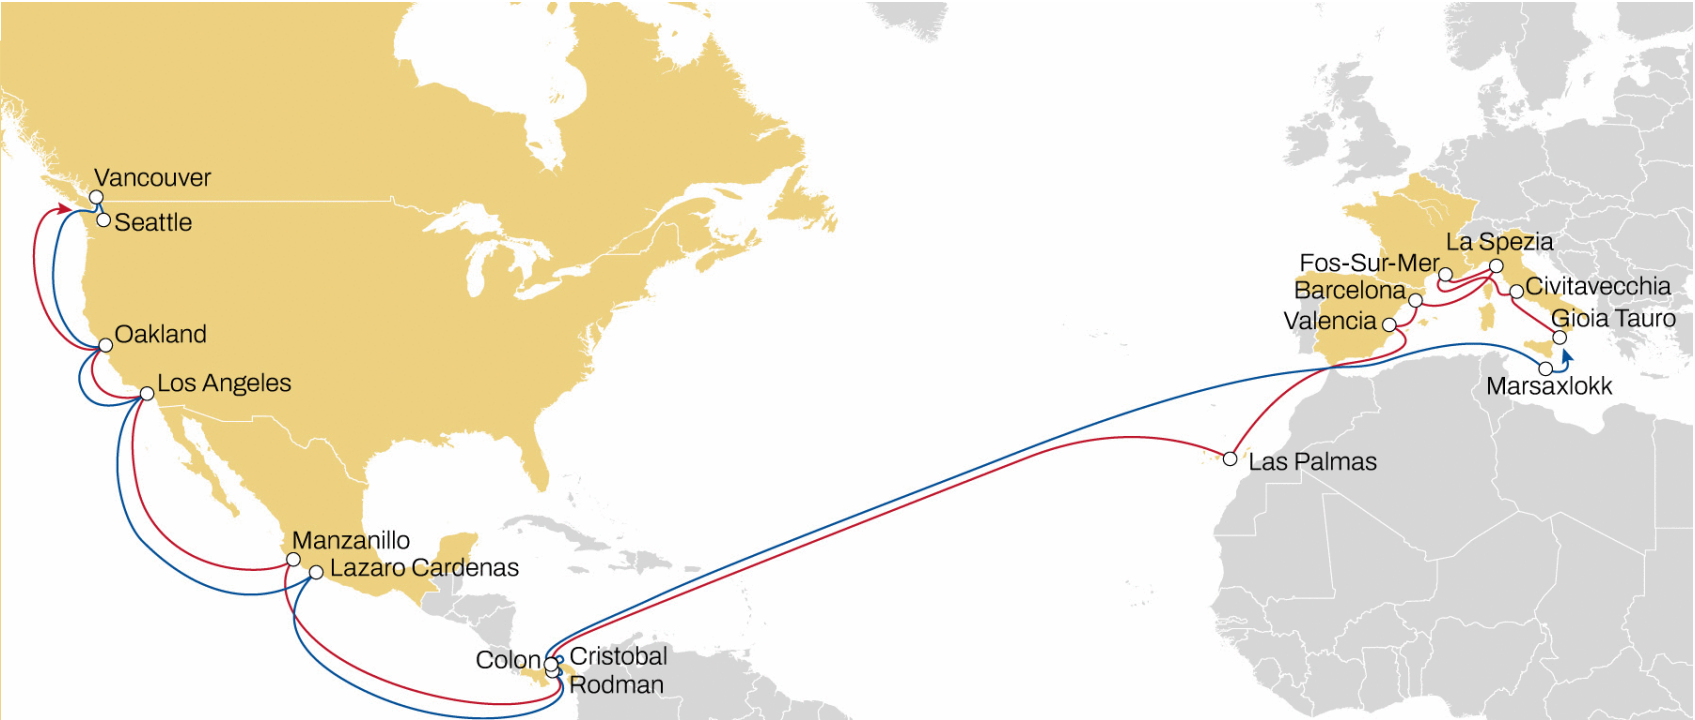 Vancouver
Seattle
La Spezia
Fos-Sur-Mer
Civitavecchia
Barcelona
Gioia Tauro
Valencia
Oakland
Los Angeles
Marsaxlokk
Las Palmas
Manzanillo
Lazaro Cardenas
Colon
Cristobal
Rodman